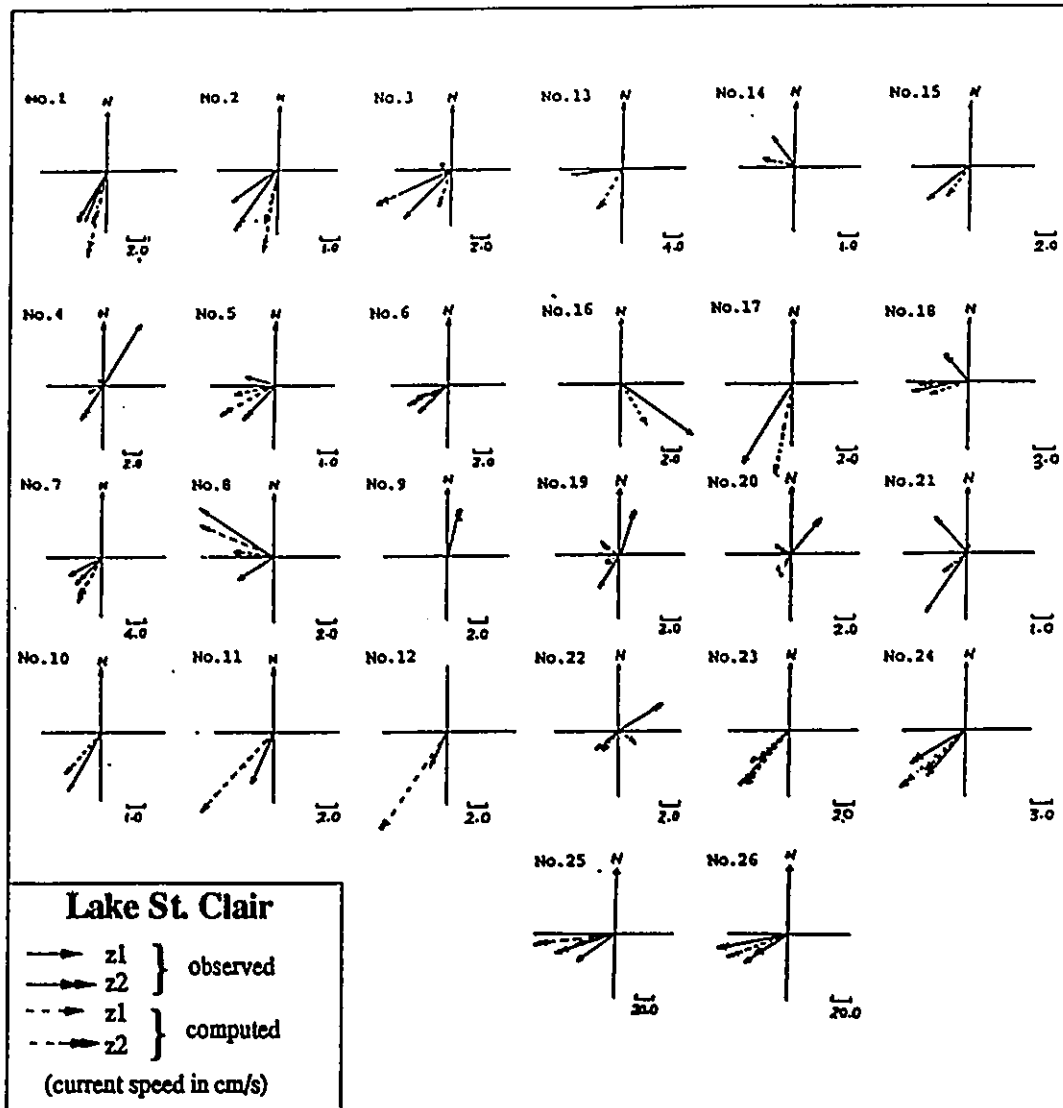 No.1 No.2 No.3 No.13 No.14 No.15
N N N N N N
2.0 1.0 2.0 4.0 1.0 2.0
No.4 No.5 No.6 No.16 No.17 No.18
N N N N N N
2.0 1.0 2.0 2.0 2.0 3.0
No.7 No.8 No.9 No.19 No.20 No.21
N N N N N N
4.0 2.0 2.0 2.0 2.0 1.0
No.10 No.11 No.12 No.22 No.23 No.24
N N N N N
1.0 2.0 2.0 2.0 20 3.0
No.25 No.26
N N
20.0 20.0
Lake St. Clair
z1
z2
observed
z1
z2
computed
(current speed in cm/s)